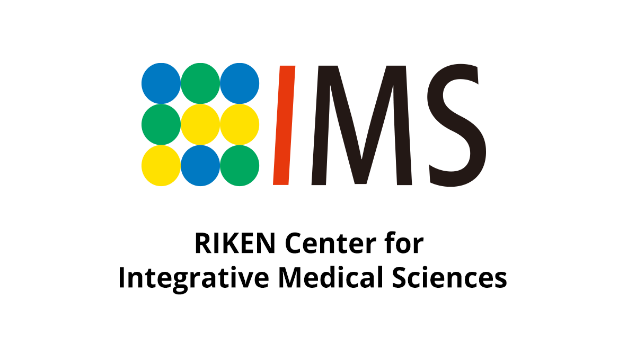 IMS
RIKEN Center for
Integrative Medical Sciences